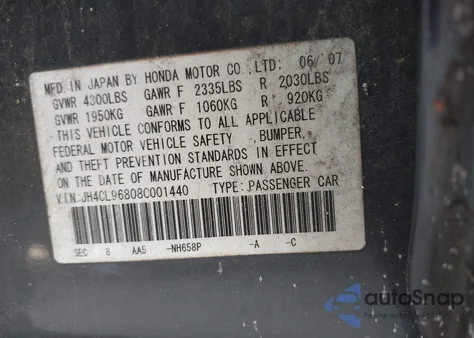 MFD. IN JAPAN BY HONDA MOTOR CO., LTD: 06/'07
GVWR 4300LBS GAWR F 2335LBS R 2030LBS
GVWR 1950KG GAWR F 1060KG R 920KG
THIS VEHICLE CONFORMS TO ALL APPLICABLE
FEDERAL MOTOR VEHICLE SAFETY ,BUMPER,
AND THEFT PREVENTION STANDARDS IN EFFECT
ON THE DATE OF MANUFACTURE SHOWN ABOVE.
V.I.N:JH4CL96808C001440 TYPE: PASSENGER CAR
SEC 8 AA5 -NH658P -A -C
autoSnap